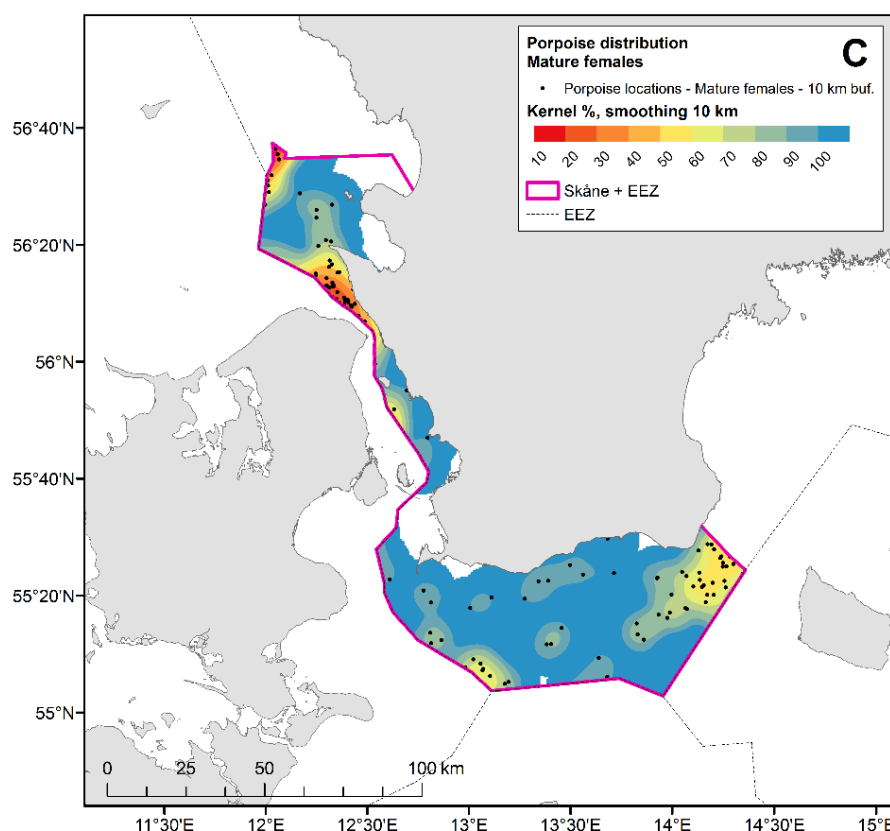 Porpoise distribution
Mature females
C
• Porpoise locations - Mature females - 10 km buf.
Kernel %, smoothing 10 km
10 20 30 40 50 60 70 80 90 100
Skåne + EEZ
EEZ
56°40'N
56°20'N
56°N
55°40'N
55°20'N
55°N
0 25 50 100 km
11°30'E 12°E 12°30'E 13°E 13°30'E 14°E 14°30'E 15°E